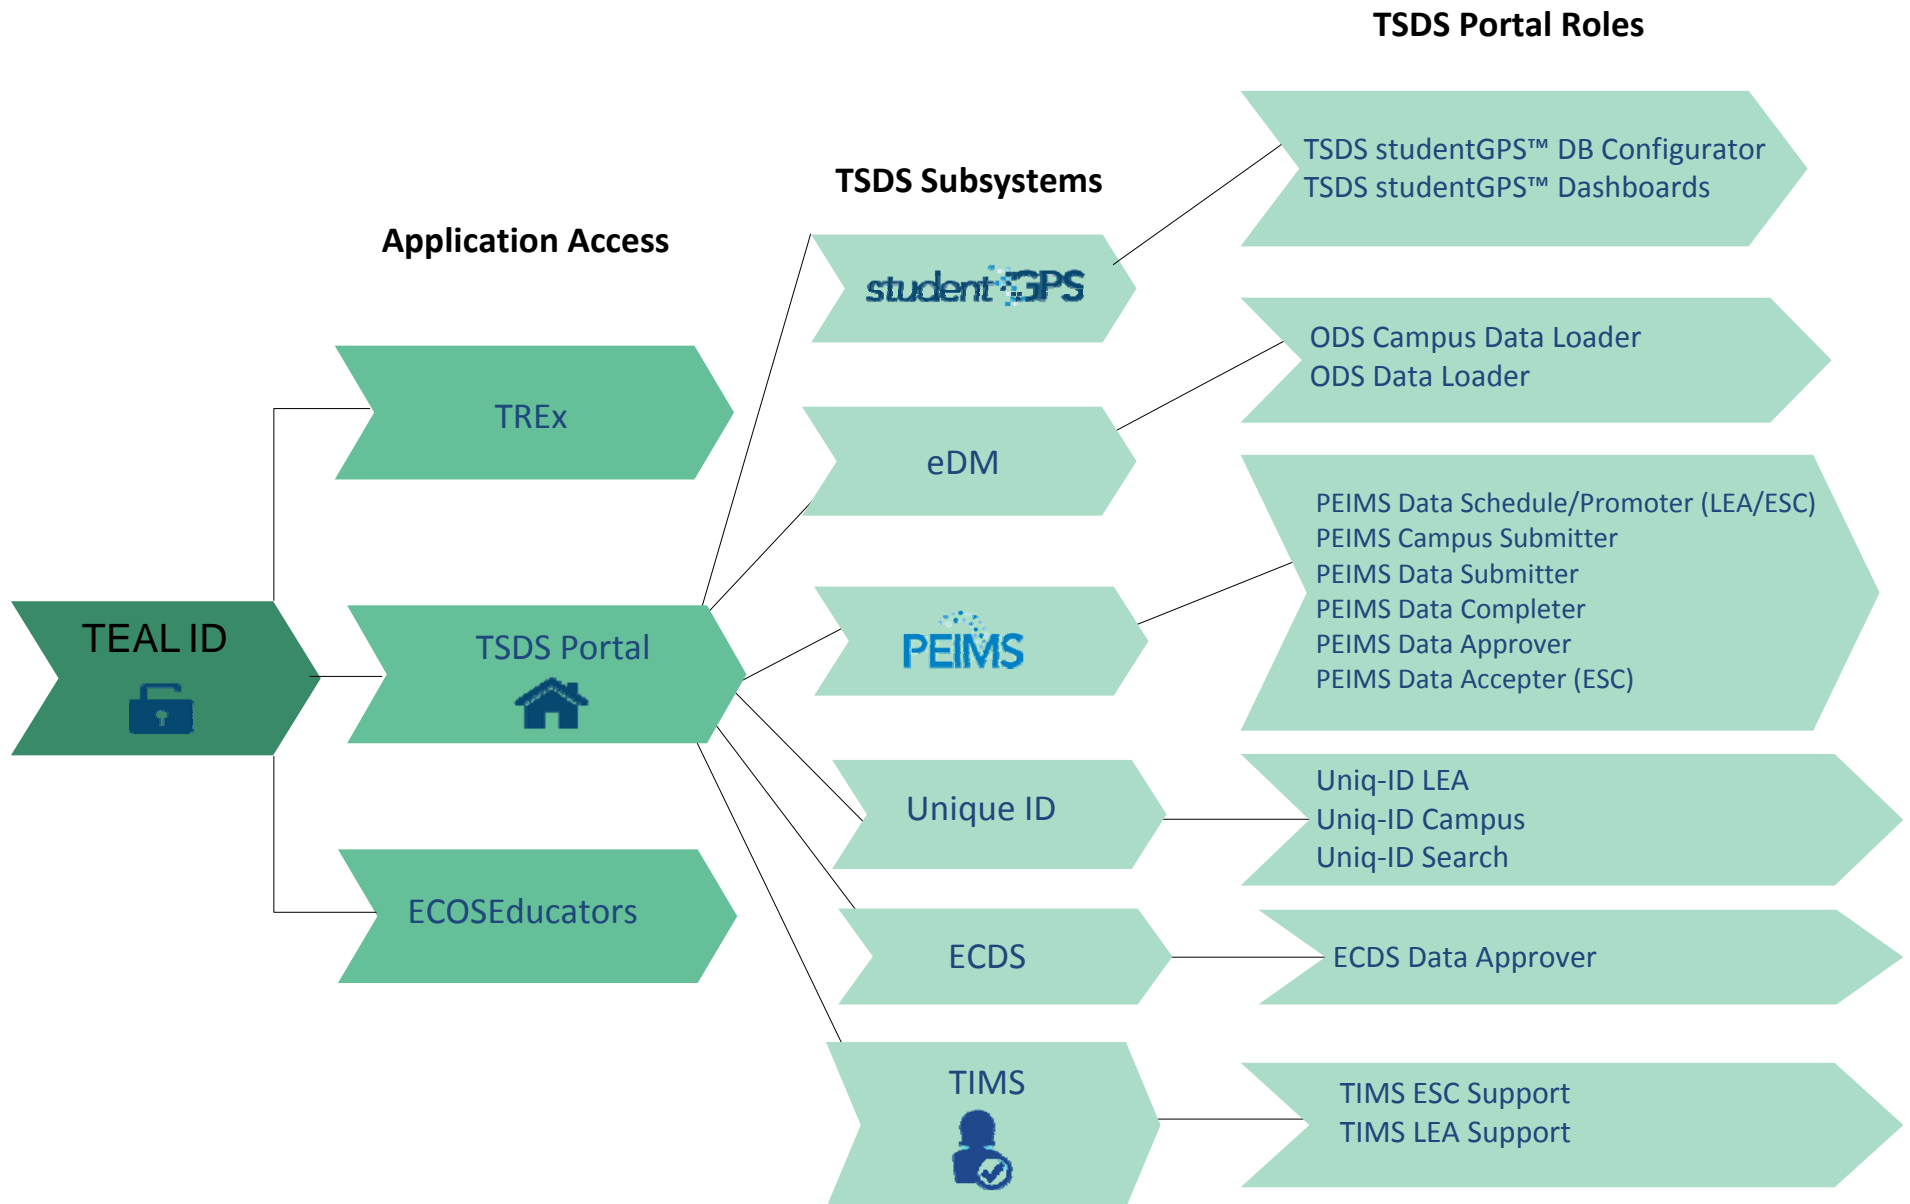 TSDS Portal Roles
TSDS Subsystems
Application Access
TEAL ID
TREx
TSDS Portal
ECOSEducators
studentGPS
eDM
PEIMS
Unique ID
ECDS
TIMS
TSDS studentGPS™ DB Configurator
TSDS studentGPS™ Dashboards
ODS Campus Data Loader
ODS Data Loader
PEIMS Data Schedule/Promoter (LEA/ESC)
PEIMS Campus Submitter
PEIMS Data Submitter
PEIMS Data Completer
PEIMS Data Approver
PEIMS Data Accepter (ESC)
Uniq-ID LEA
Uniq-ID Campus
Uniq-ID Search
ECDS Data Approver
TIMS ESC Support
TIMS LEA Support